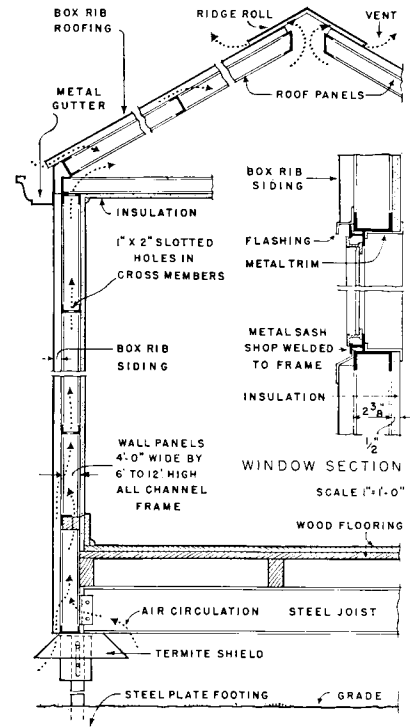 BOX RIB
ROOFING
RIDGE ROLL
VENT
METAL
GUTTER
ROOF PANELS
BOX RIB
SIDING
INSULATION
FLASHING
1" X 2" SLOTTED
HOLES IN
CROSS MEMBERS
METAL TRIM
METAL SASH
SHOP WELDED
TO FRAME
BOX RIB
SIDING
INSULATION
2 3/8"
1/2"
WALL PANELS
4'-0" WIDE BY
6' TO 12' HIGH
ALL CHANNEL
FRAME
WINDOW SECTION
SCALE 1"=1'-0"
WOOD FLOORING
AIR CIRCULATION
STEEL JOIST
TERMITE SHIELD
STEEL PLATE FOOTING
GRADE